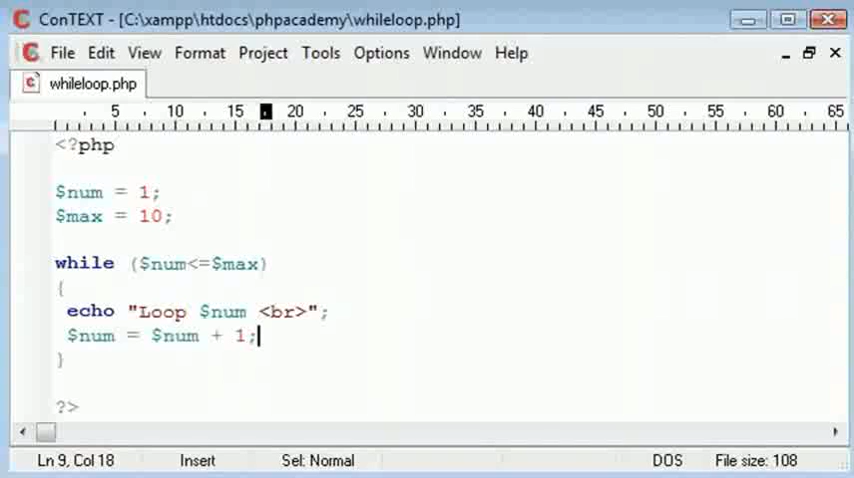 ConTEXT - [C:\xampp\htdocs\phpacademy\whileloop.php]
File Edit View Format Project Tools Options Window Help
whileloop.php
5 10 15 20 25 30 35 40 45 50 55 60 65
<?php
$num = 1;
$max = 10;
while ($num<=$max)
{
echo "Loop $num <br>";
$num = $num + 1;
}
?>
Ln 9, Col 18 Insert Sel: Normal DOS File size: 108